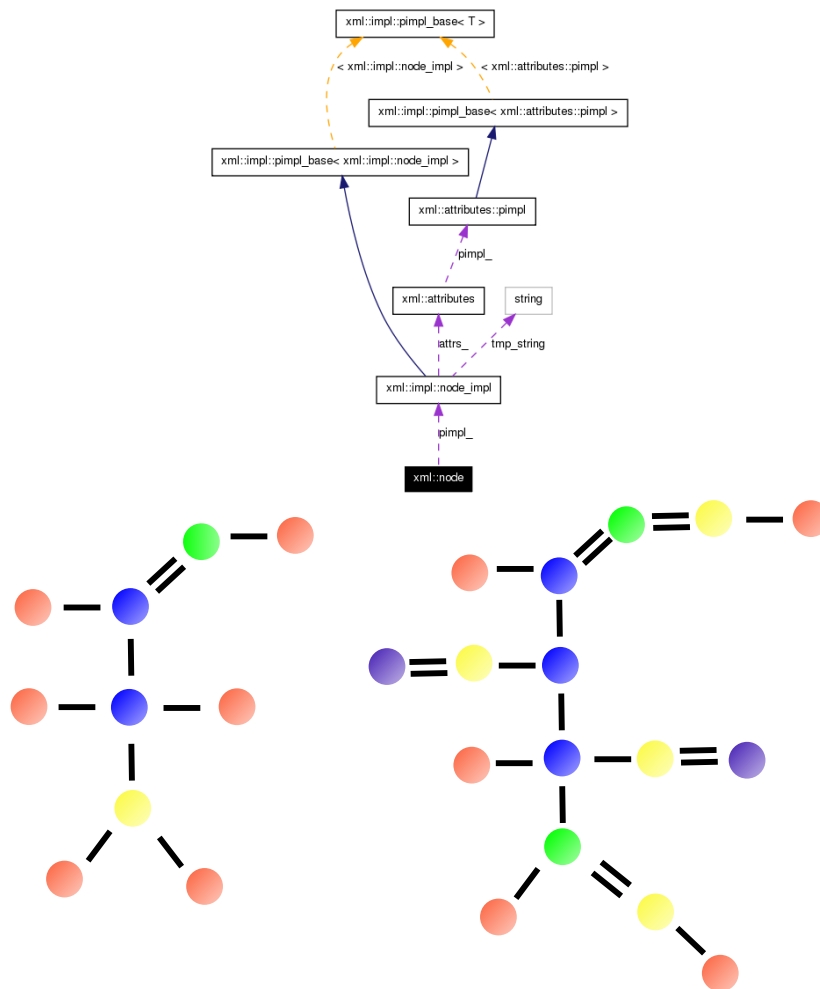 xml::impl::pimpl_base< T >
< xml::impl::node_impl >
< xml::attributes::pimpl >
xml::impl::pimpl_base< xml::attributes::pimpl >
xml::impl::pimpl_base< xml::impl::node_impl >
xml::attributes::pimpl
pimpl_
xml::attributes
string
attrs_
tmp_string
xml::impl::node_impl
pimpl_
xml::node